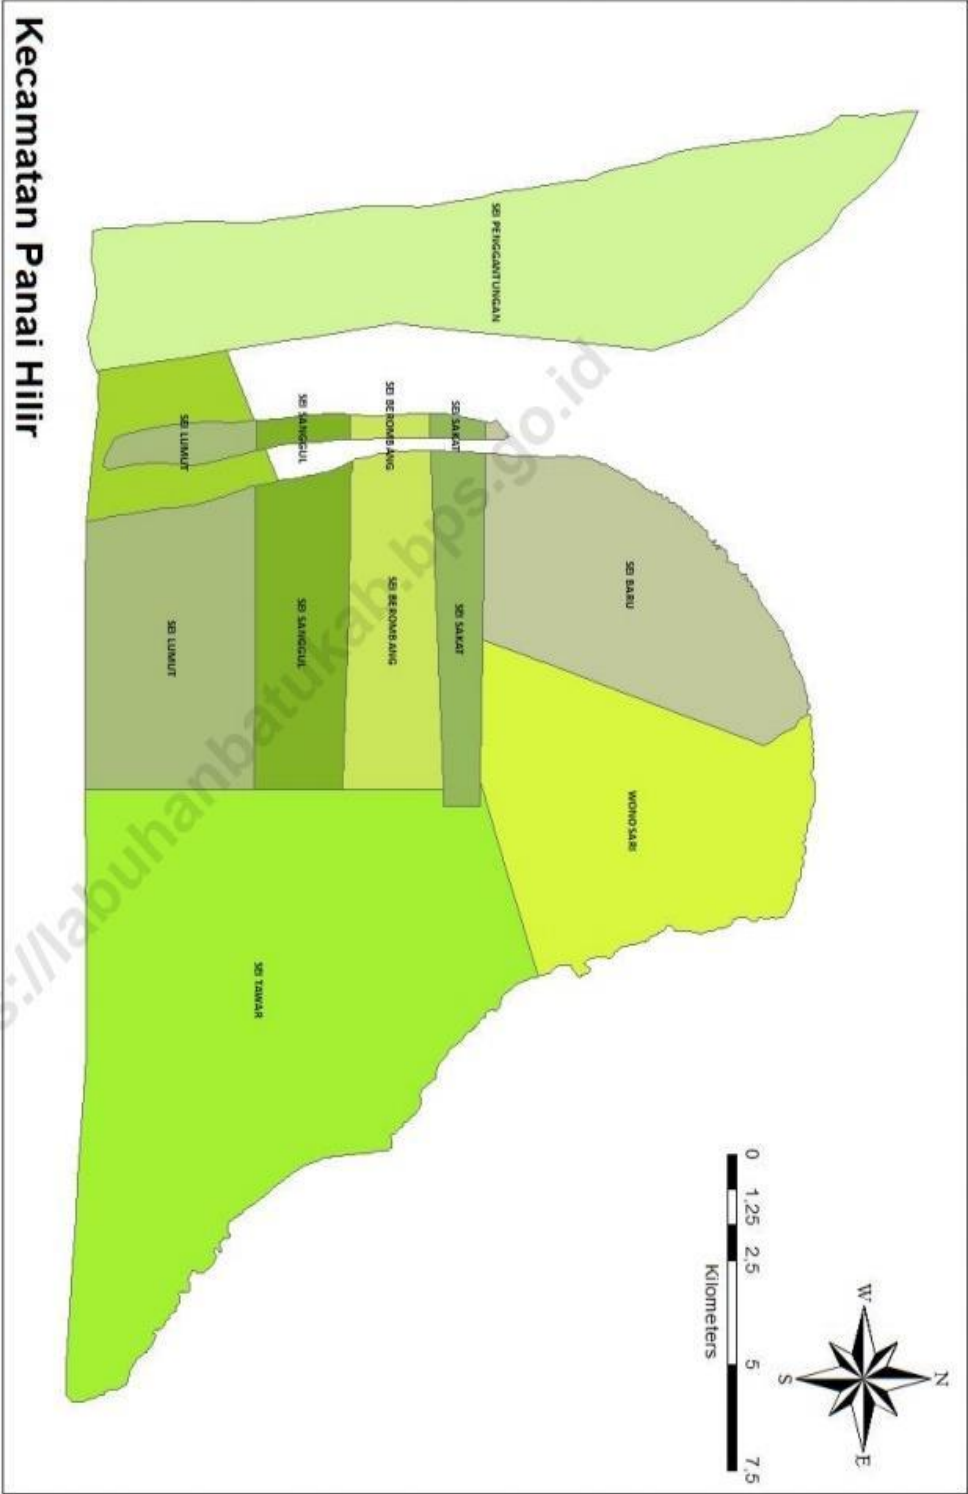 Kecamatan Panai Hilir
N
W
E
S
0 1,25 2,5 5 7,5
Kilometers
SEI BARU
WONOSARI
SEI PENGGANTUNGAN
SEI SAKAT
SEI SAKAT
SEI BEROMBANG
SEI BEROMBANG
SEI SANGGUL
SEI SANGGUL
SEI TAWAR
SEI LUMUT
SEI LUMUT
s://labuhanbatukab.bps.go.id